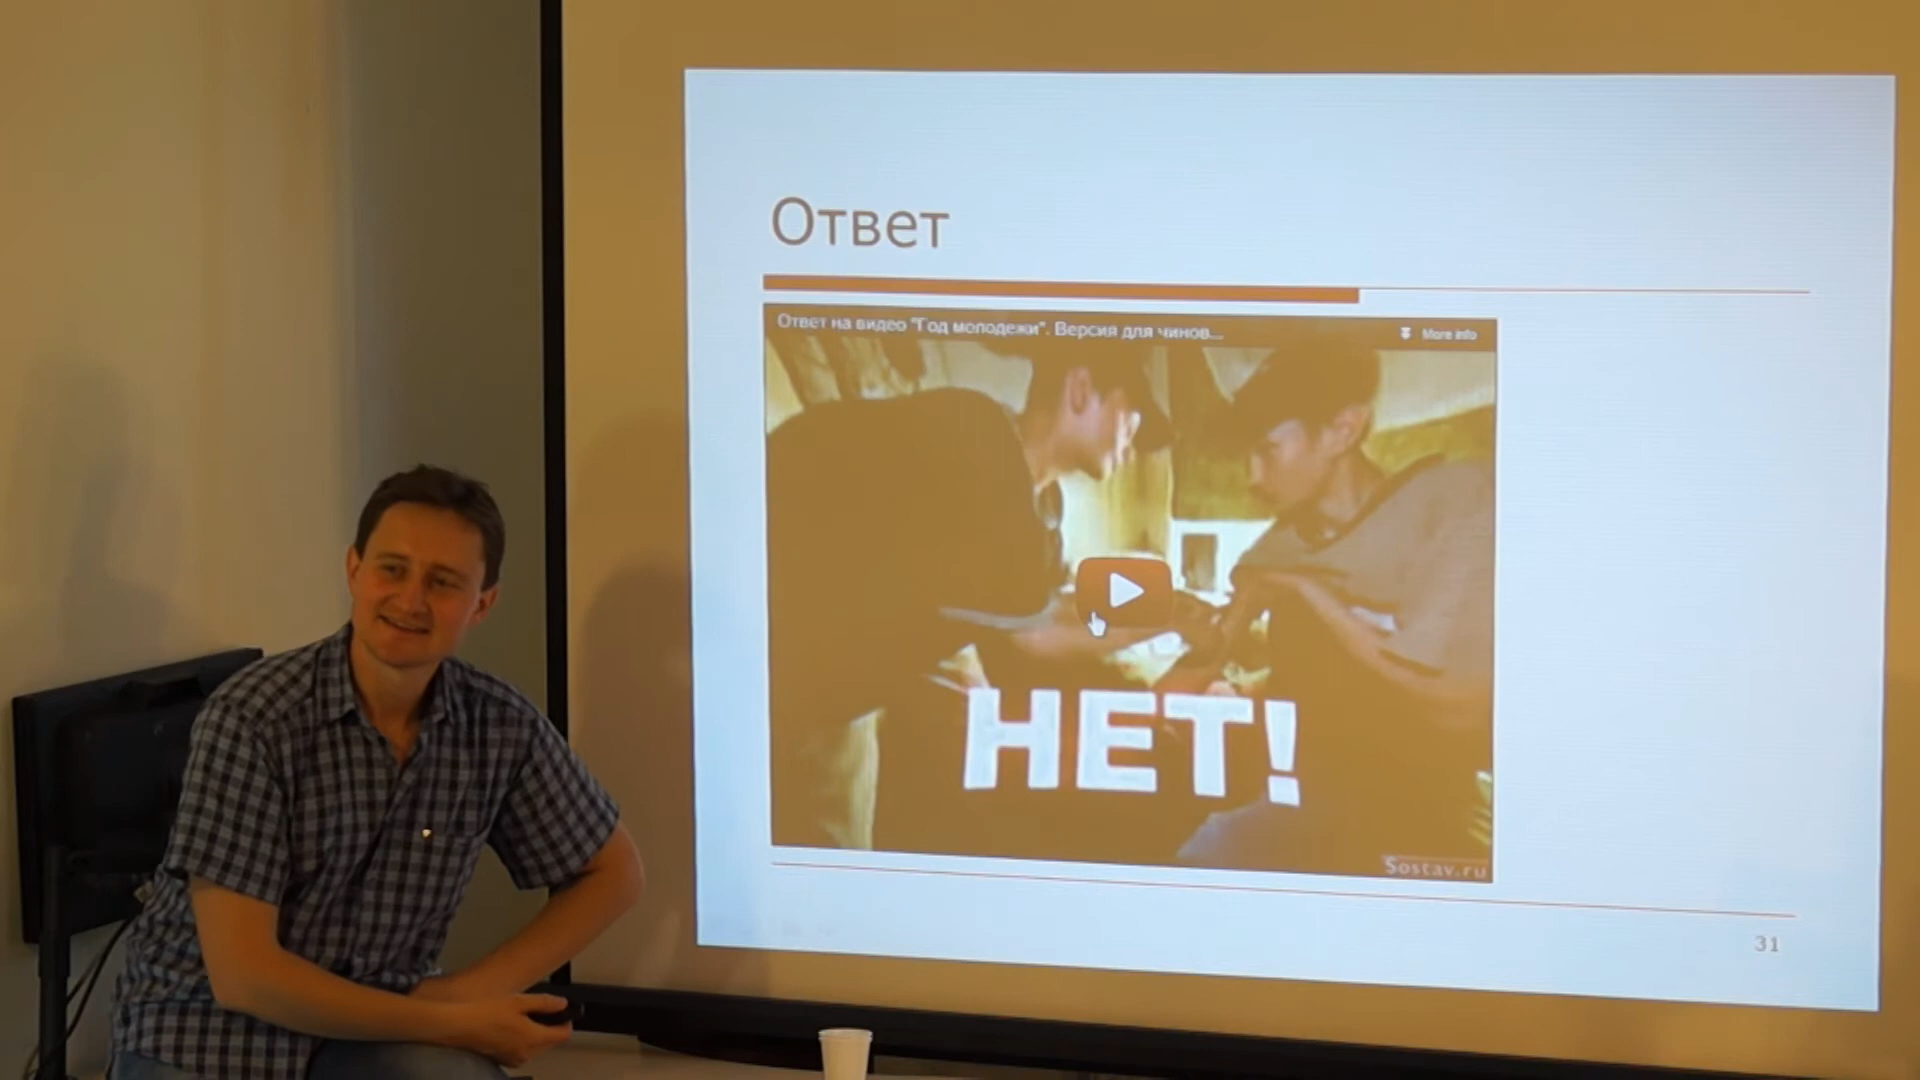 Ответ
Ответ на видео "Год молодежи". Версия для чинов...
More info
НЕТ!
Sostav.ru
31